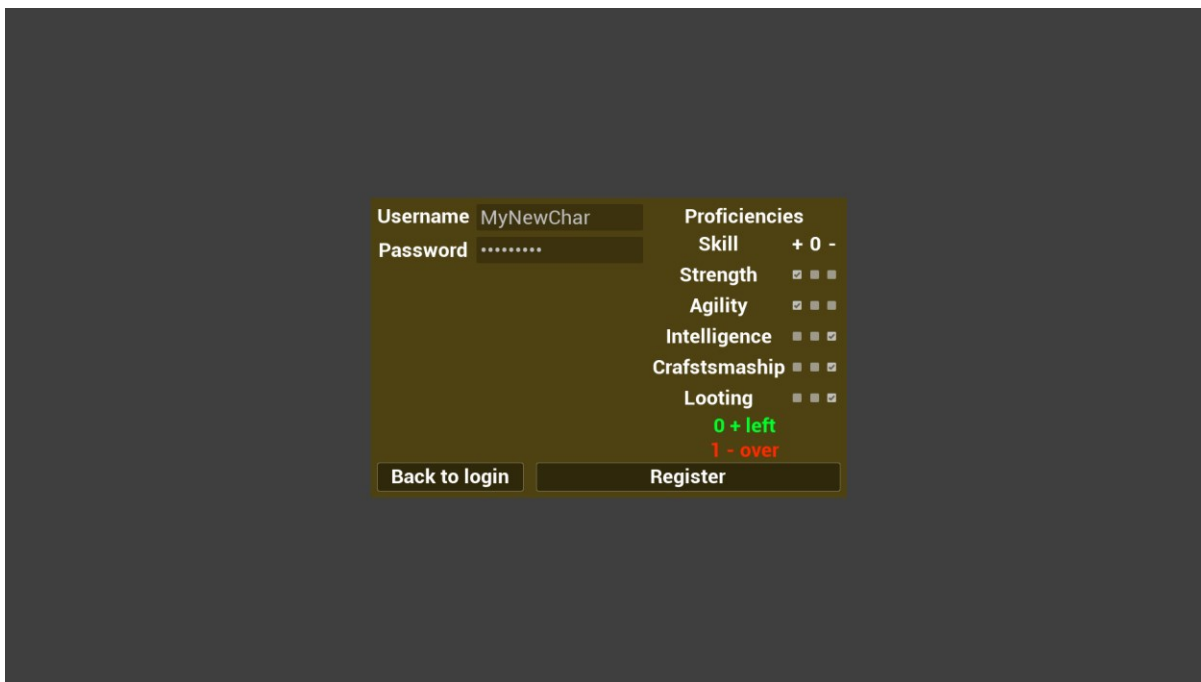 Username MyNewChar
Password •••••••••
Proficiencies
Skill + 0 -
Strength
Agility
Intelligence
Crafstsmaship
Looting
0 + left
1 - over
Back to login Register